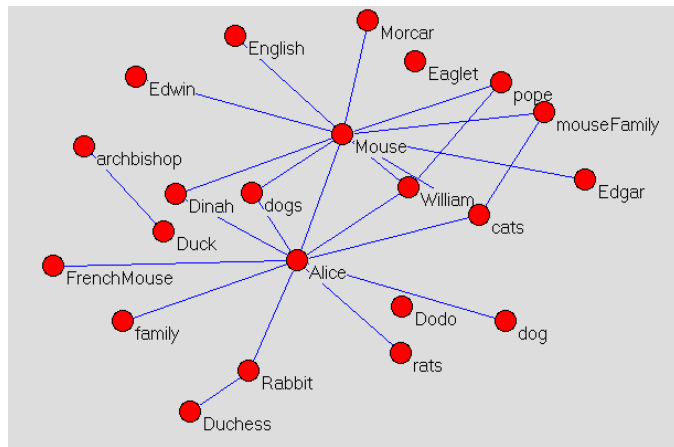 Morcar
English
Eaglet
Edwin
pope
mouseFamily
Mouse
archbishop
Edgar
Dinah
dogs
William
cats
Duck
FrenchMouse
Alice
Dodo
family
dog
rats
Rabbit
Duchess